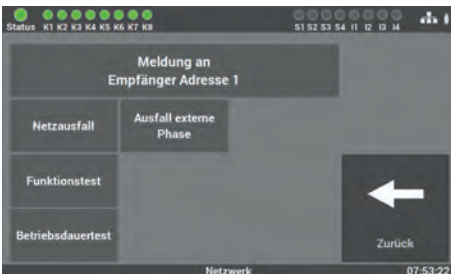 Status K1 K2 K3 K4 K5 K6 K7 K8 S1 S2 S3 S4 I1 I2 I3 I4
Meldung an
Empfänger Adresse 1
Netzausfall
Ausfall externe
Phase
Funktionstest
Betriebsdauertest
Zurück
Netzwerk 07:53:22